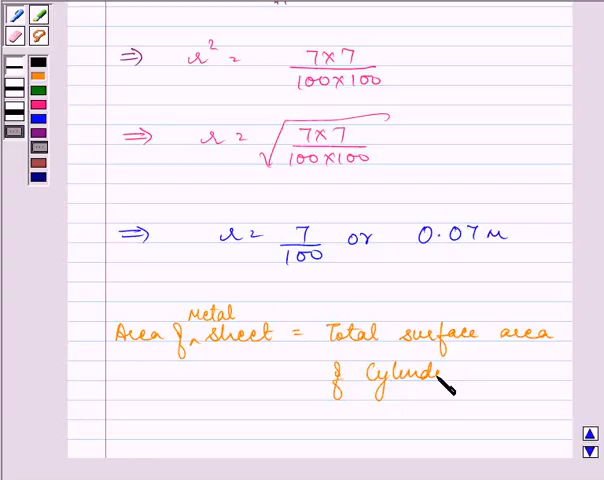 ⇒ r² = 7×7 / 100×100
⇒ r = √(7×7 / 100×100)
⇒ r = 7/100 or 0.07m
Area of metal sheet = Total surface area
of Cylinde